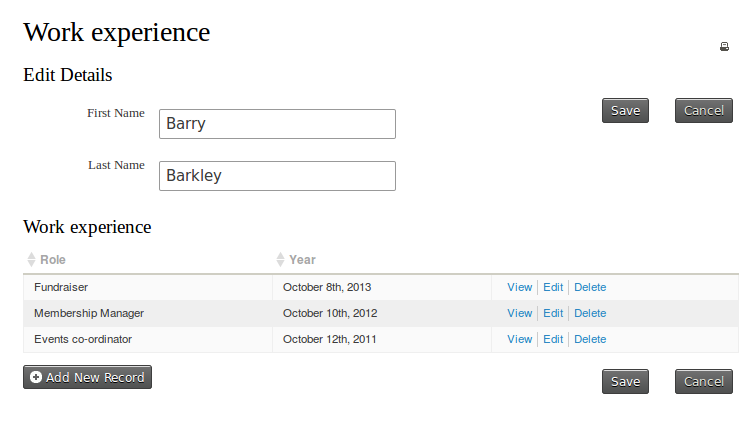 Work experience
Edit Details
First Name Barry Save Cancel
Last Name Barkley
Work experience
Role Year
Fundraiser October 8th, 2013 View Edit Delete
Membership Manager October 10th, 2012 View Edit Delete
Events co-ordinator October 12th, 2011 View Edit Delete
Add New Record Save Cancel